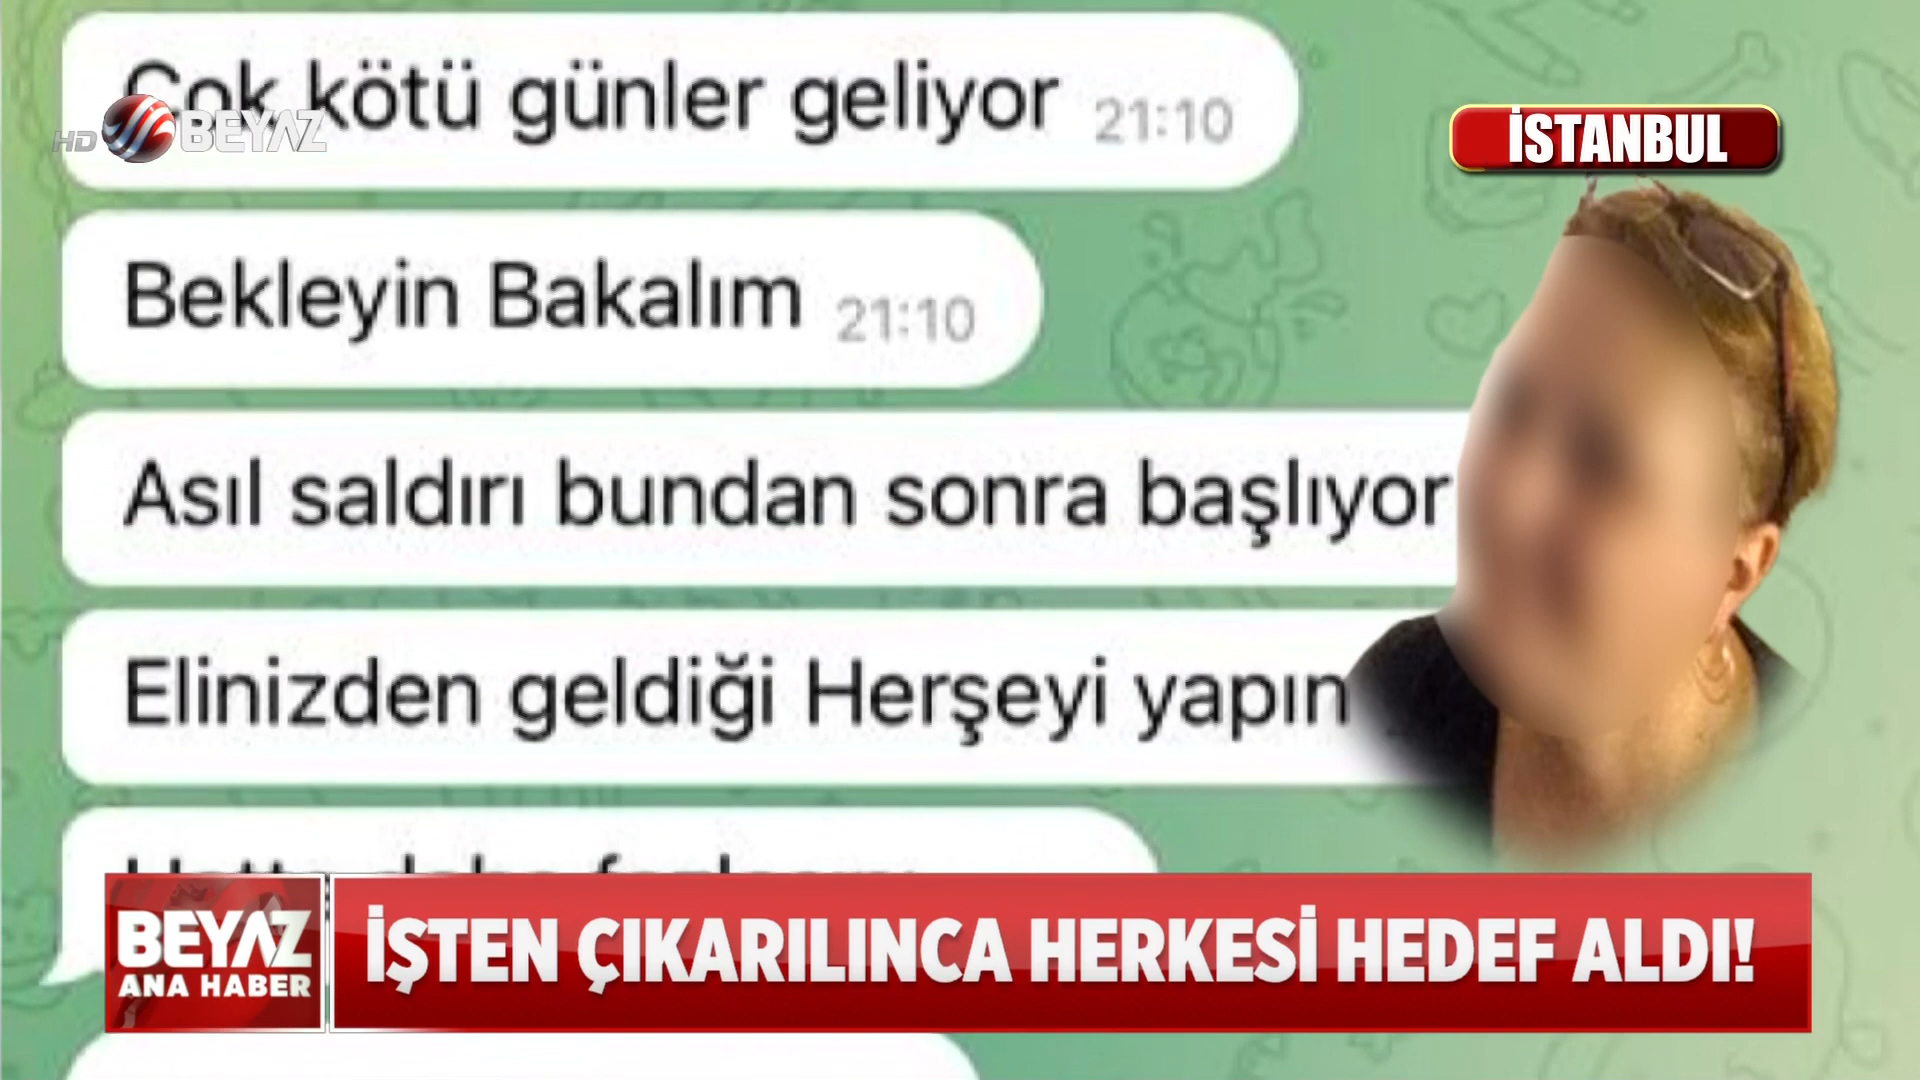 Çok kötü günler geliyor 21:10
HD BEYAZ
İSTANBUL
Bekleyin Bakalım 21:10
Asıl saldırı bundan sonra başlıyor
Elinizden geldiği Herşeyi yapın
BEYAZ
ANA HABER
İŞTEN ÇIKARILINCA HERKESİ HEDEF ALDI!